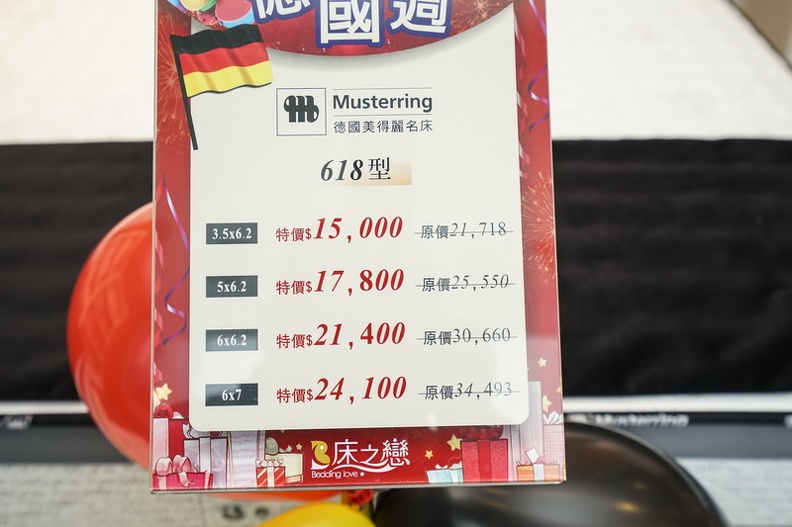 德國週
Musterring
德國美得麗名床
618型
3.5x6.2 特價$15,000 原價21,718
5x6.2 特價$17,800 原價25,550
6x6.2 特價$21,400 原價30,660
6x7 特價$24,100 原價34,493
床之戀
Bedding love
Musterring